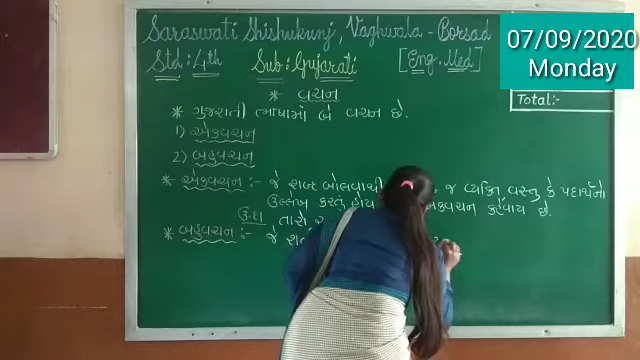 Saraswati Shishukunj, Vaghwala - Borsad
Std : 4th Sub : Gujarati [Eng. Med]
07/09/2020
Monday
Total:-
* વચન
* ગુજરાતી ભાષામાં બે વચન છે.
1) એકવચન
2) બહુવચન
* એકવચન :- જે શબ્દ બોલવાથી જ વ્યક્તિ વસ્તુ કે પદાર્થનો
ઉલ્લેખ કરતું હોય એકવચન કહેવાય છે.
ઉ.દા તારો
* બહુવચન :- જે